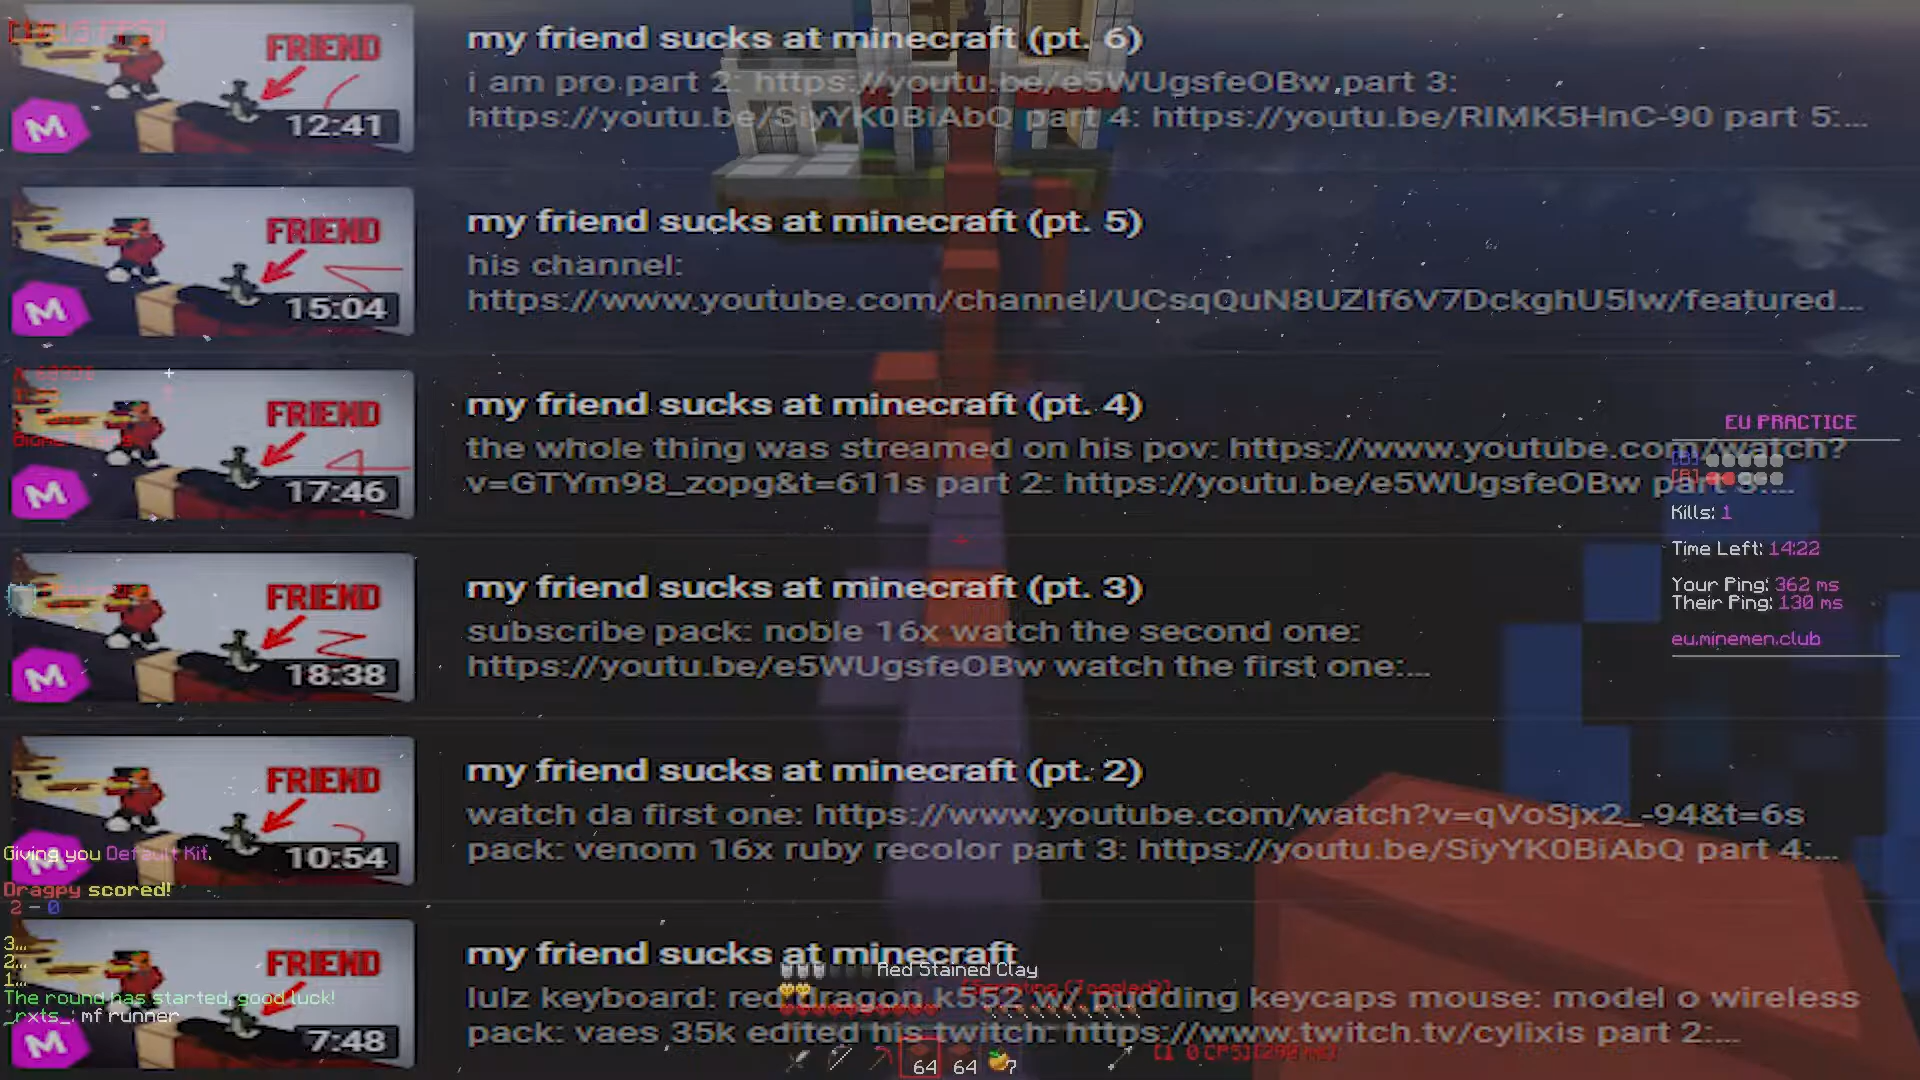 FRIEND
12:41
my friend sucks at minecraft (pt. 6)
i am pro part 2: https://youtu.be/e5WUgsfeOBw part 3:
https://youtu.be/SiyYK0BiAbQ part 4: https://youtu.be/RIMK5HnC-90 part 5:...
FRIEND
15:04
my friend sucks at minecraft (pt. 5)
his channel:
https://www.youtube.com/channel/UCsqQuN8UZIf6V7DckghU5Iw/featured...
FRIEND
17:46
my friend sucks at minecraft (pt. 4)
the whole thing was streamed on his pov: https://www.youtube.com/watch?
v=GTYm98_zopg&t=611s part 2: https://youtu.be/e5WUgsfeOBw part 3:...
FRIEND
18:38
my friend sucks at minecraft (pt. 3)
subscribe pack: noble 16x watch the second one:
https://youtu.be/e5WUgsfeOBw watch the first one:...
FRIEND
10:54
my friend sucks at minecraft (pt. 2)
watch da first one: https://www.youtube.com/watch?v=qVoSjx2_-94&t=6s
pack: venom 16x ruby recolor part 3: https://youtu.be/SiyYK0BiAbQ part 4:...
FRIEND
7:48
my friend sucks at minecraft
lulz keyboard: red dragon k552 w/ pudding keycaps mouse: model o wireless
pack: vaes 35k edited his twitch: https://www.twitch.tv/cylixis part 2:...
EU PRACTICE
[B]
[R]
Kills: 1
Time Left: 14:22
Your Ping: 362 ms
Their Ping: 130 ms
eu.minemen.club
Giving you Default Kit.
Dragpy scored!
2 - 0
3...
2...
1...
The round has started, good luck!
_rxts_: mf runner
Red Stained Clay
64
64
7